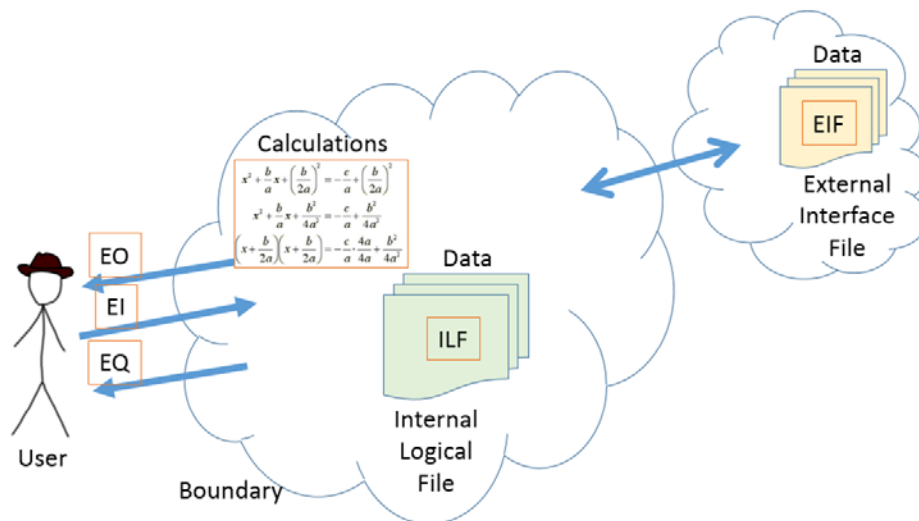 Data
EIF
External
Interface
File
Calculations
x² + b/a x + (b/2a)² = -c/a + (b/2a)²
x² + b/a x + b²/4a² = -c/a + b²/4a²
(x + b/2a)(x + b/2a) = -c/a · 4a/4a + b²/4a²
EO
EI
EQ
User
Data
ILF
Internal
Logical
File
Boundary